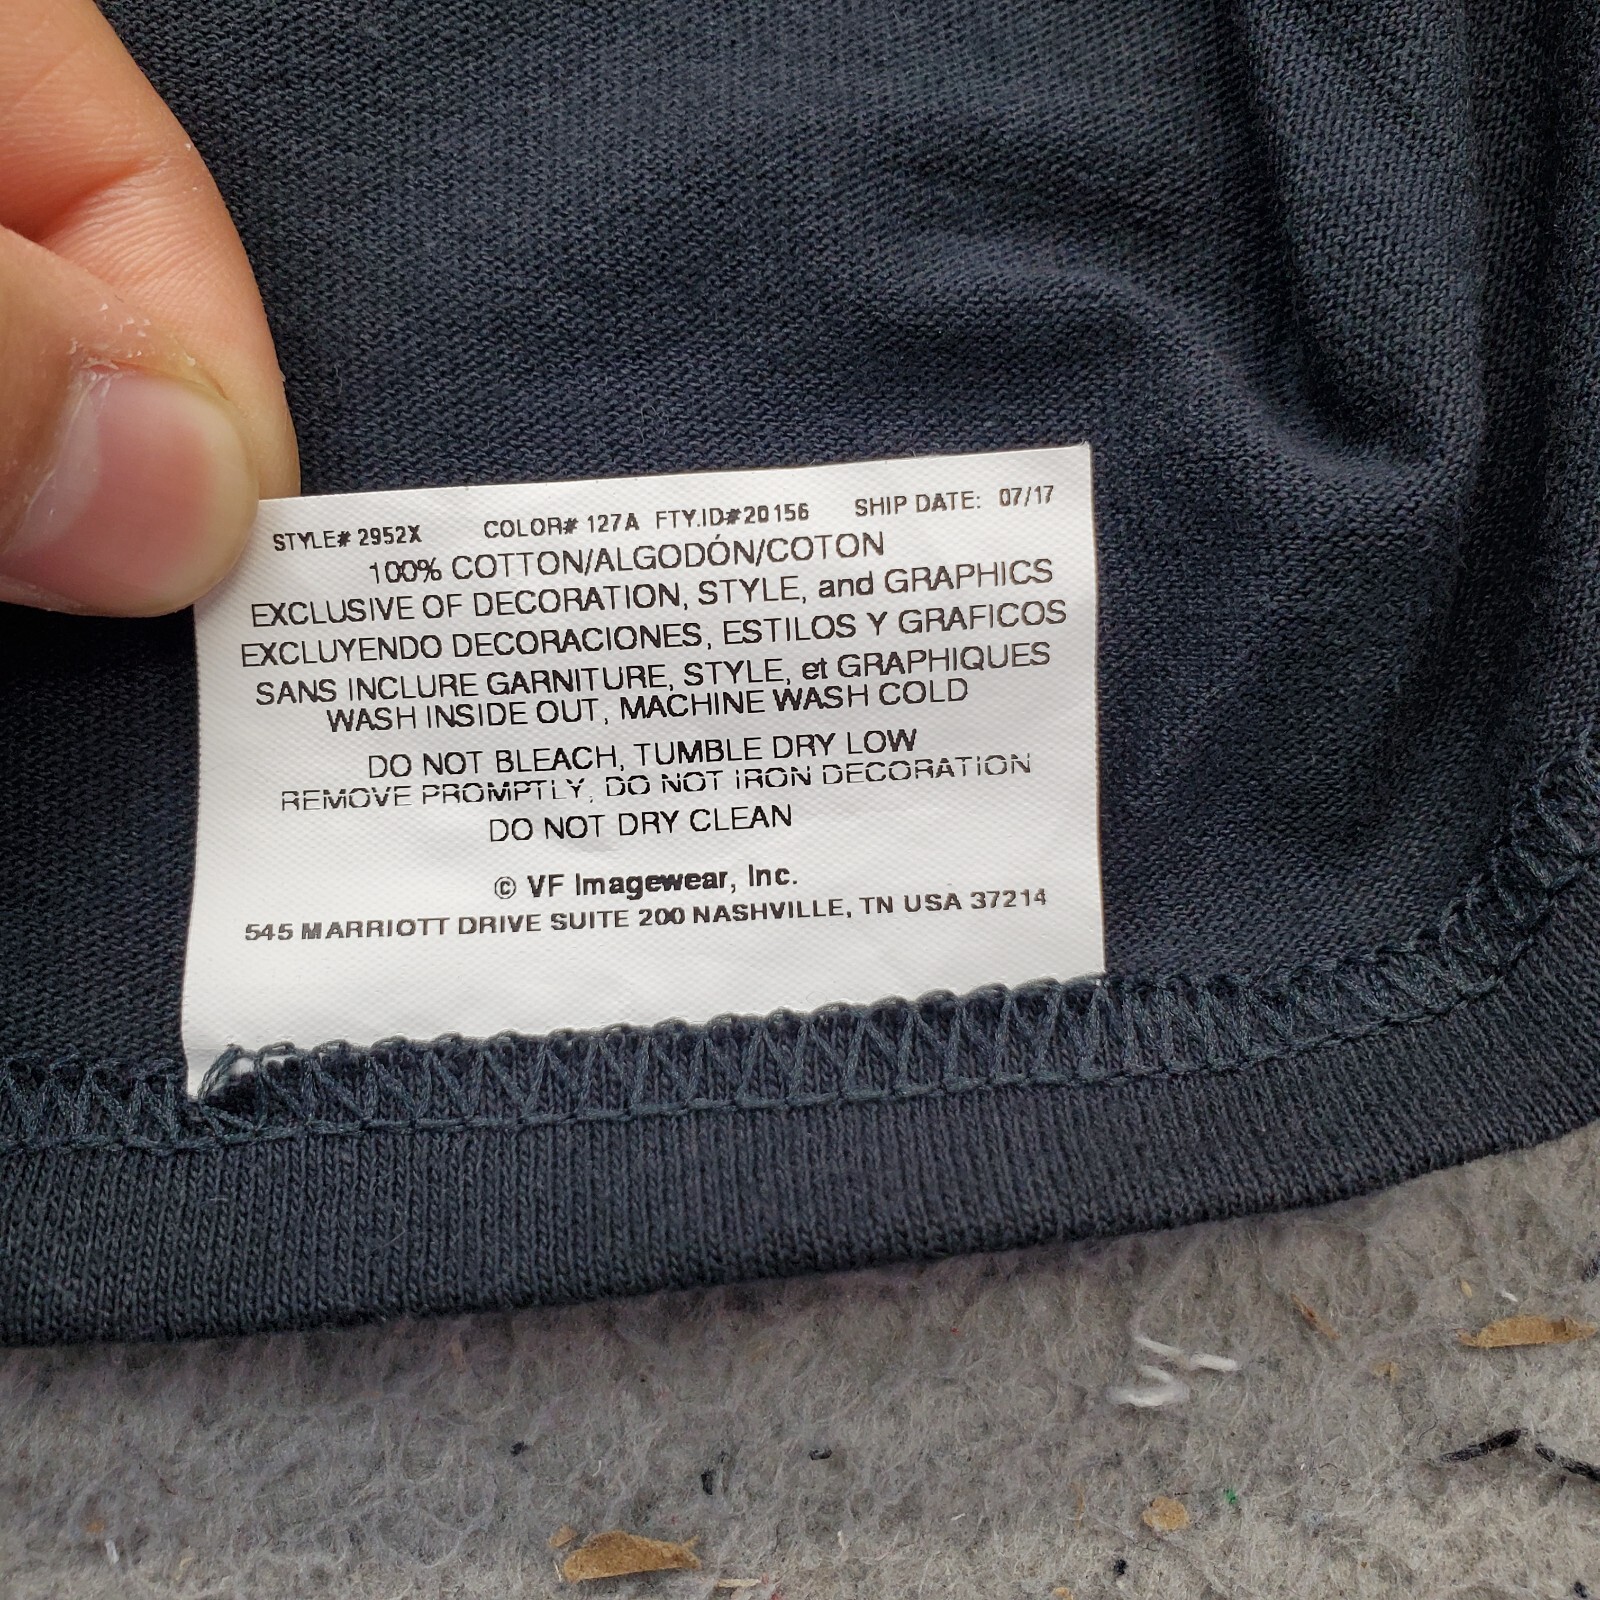 STYLE# 2952X COLOR# 127A FTY.ID#20156 SHIP DATE: 07/17
100% COTTON/ALGODÓN/COTON
EXCLUSIVE OF DECORATION, STYLE, and GRAPHICS
EXCLUYENDO DECORACIONES, ESTILOS Y GRAFICOS
SANS INCLURE GARNITURE, STYLE, et GRAPHIQUES
WASH INSIDE OUT, MACHINE WASH COLD
DO NOT BLEACH, TUMBLE DRY LOW
REMOVE PROMPTLY, DO NOT IRON DECORATION
DO NOT DRY CLEAN
© VF Imagewear, Inc.
545 MARRIOTT DRIVE SUITE 200 NASHVILLE, TN USA 37214